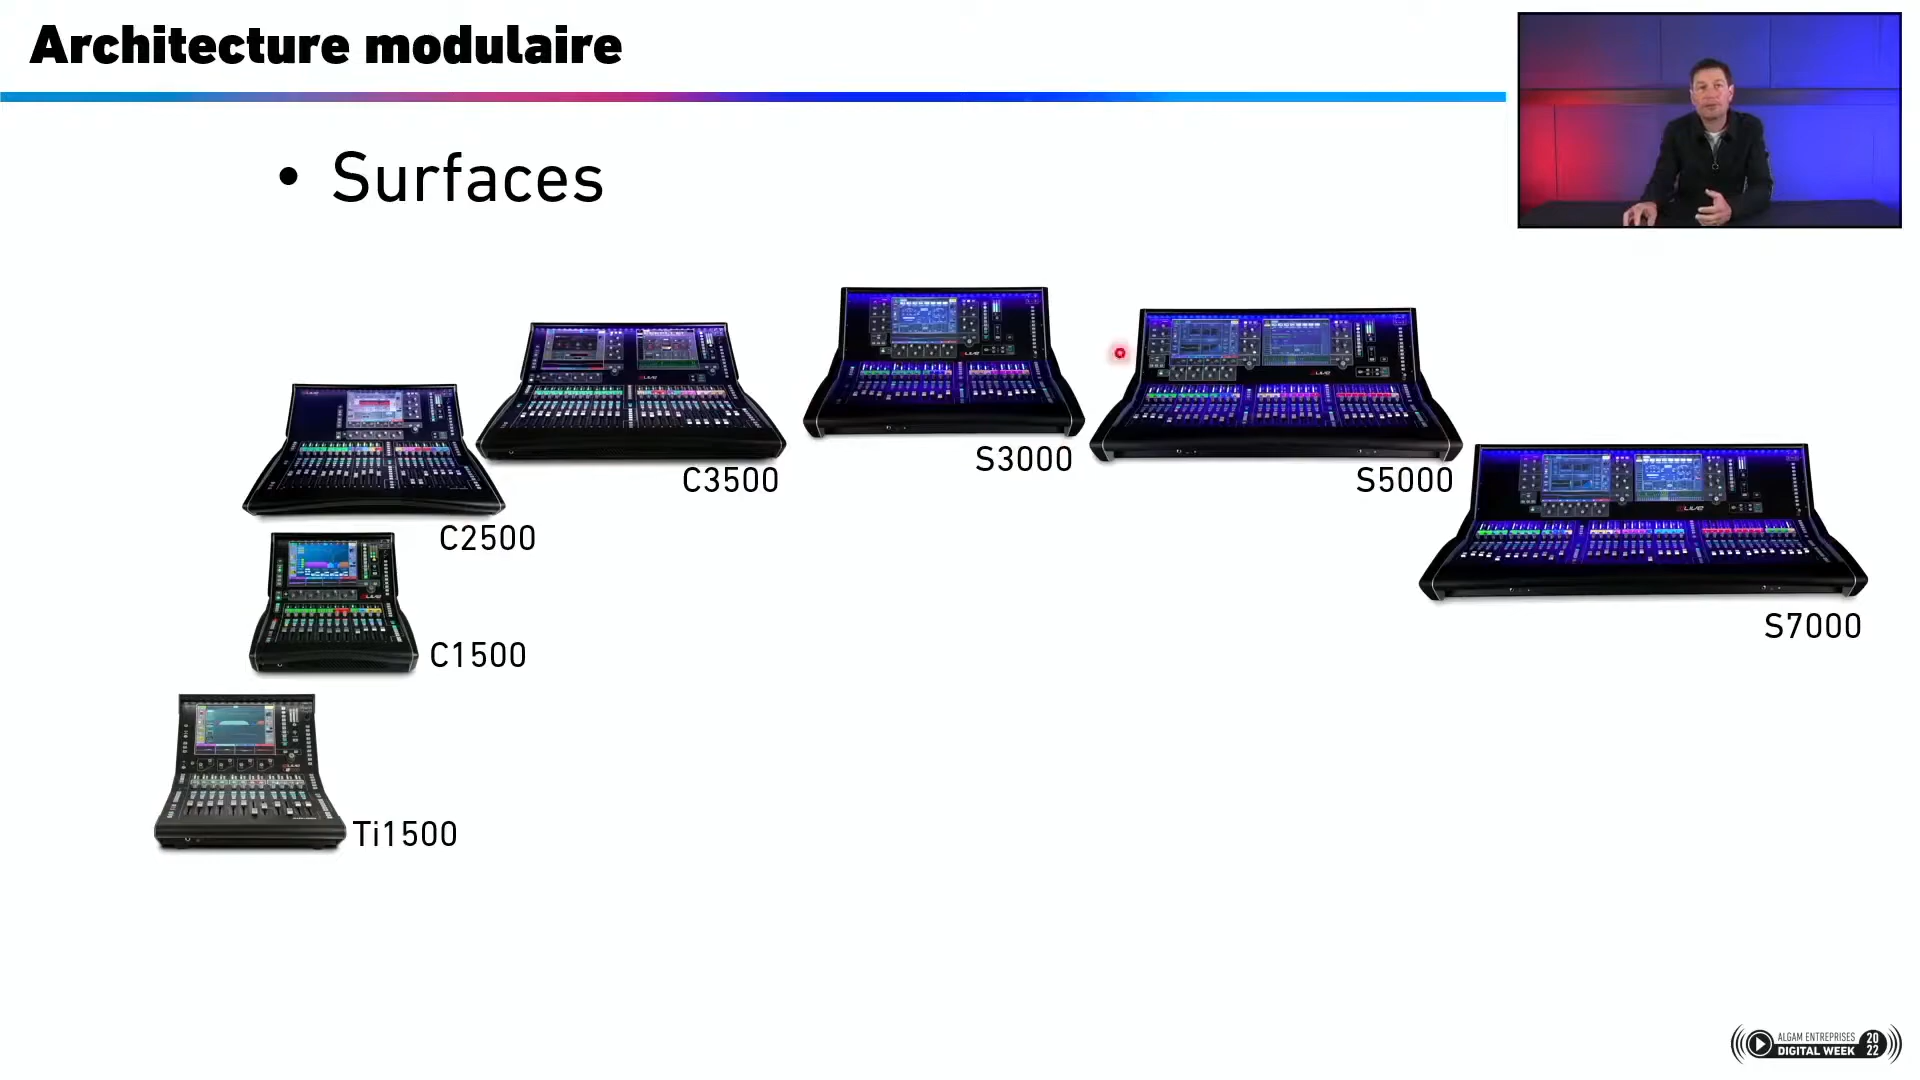 Architecture modulaire
• Surfaces
C3500
S3000
S5000
C2500
S7000
C1500
Ti1500
ALGAM ENTREPRISES
DIGITAL WEEK
20
22